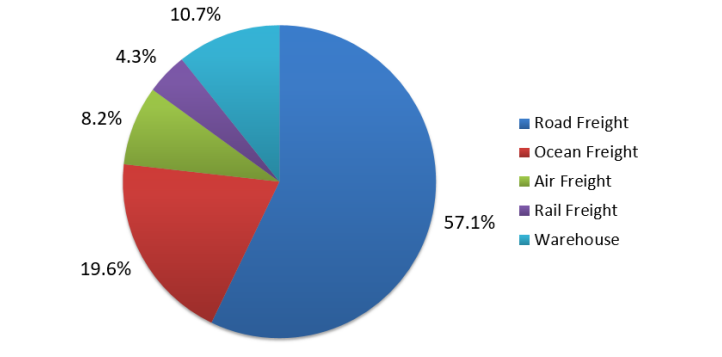 10.7%
4.3%
8.2%
19.6%
57.1%
Road Freight
Ocean Freight
Air Freight
Rail Freight
Warehouse